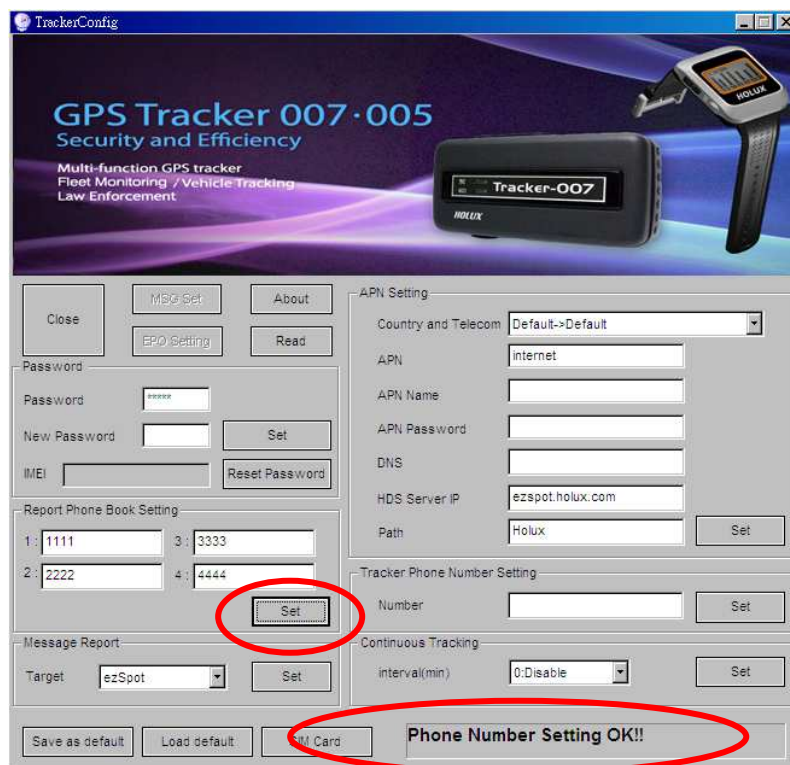 TrackerConfig
GPS Tracker 007·005
Security and Efficiency
Multi-function GPS tracker
Fleet Monitoring / Vehicle Tracking
Law Enforcement
Tracker-007
HOLUX
HOLUX
Close
MSG Set
About
EPO Setting
Read
Password
Password
*****
New Password
Set
IMEI
Reset Password
Report Phone Book Setting
1 : 1111
3 : 3333
2 : 2222
4 : 4444
Set
Message Report
Target
ezSpot
Set
APN Setting
Country and Telecom
Default->Default
APN
internet
APN Name
APN Password
DNS
HDS Server IP
ezspot.holux.com
Path
Holux
Set
Tracker Phone Number Setting
Number
Set
Continuous Tracking
interval(min)
0:Disable
Set
Save as default
Load default
SIM Card
Phone Number Setting OK!!